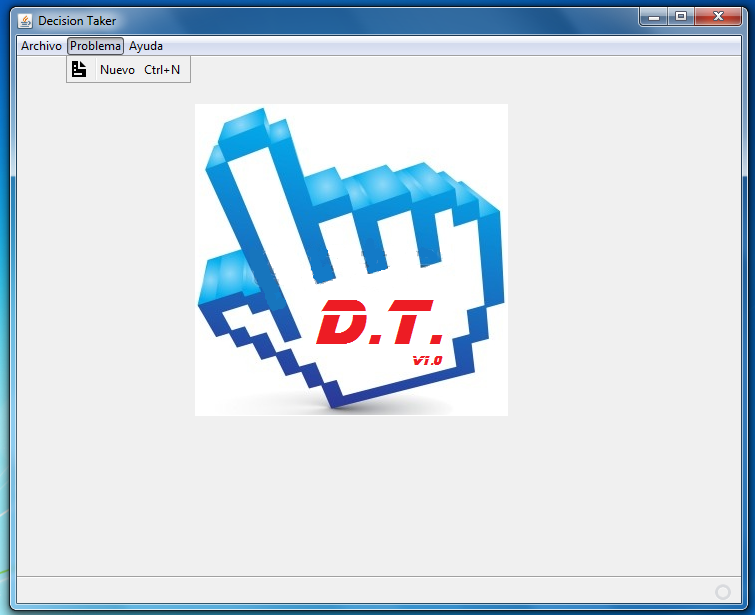 Decision Taker
Archivo Problema Ayuda
Nuevo Ctrl+N
D.T.
V1.0